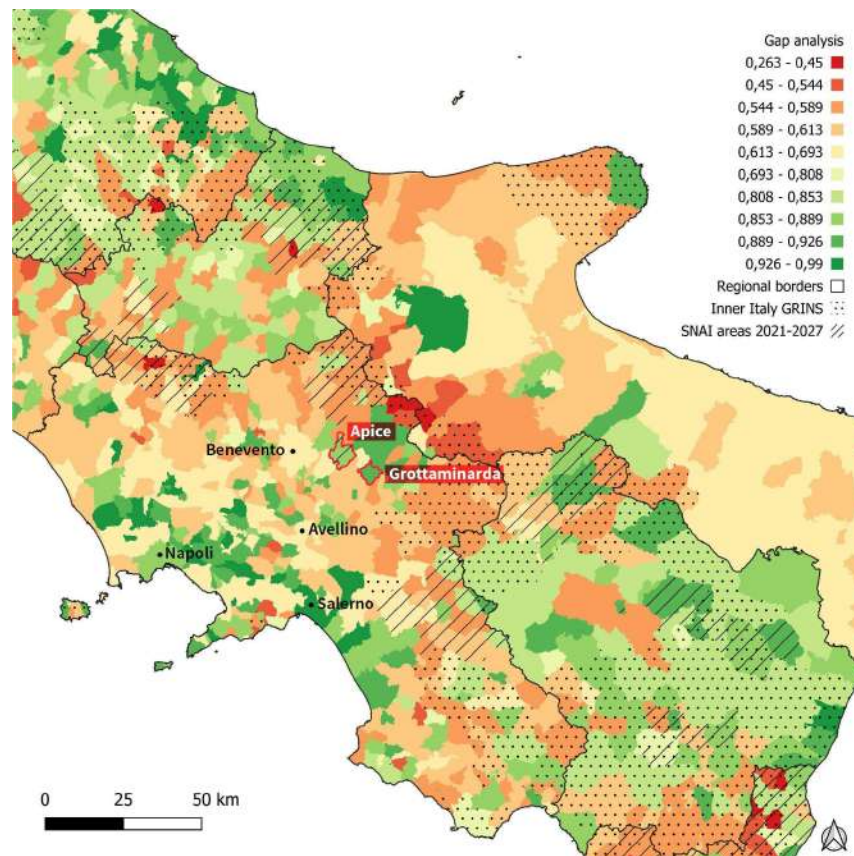 Gap analysis
0,263 - 0,45
0,45 - 0,544
0,544 - 0,589
0,589 - 0,613
0,613 - 0,693
0,693 - 0,808
0,808 - 0,853
0,853 - 0,889
0,889 - 0,926
0,926 - 0,99
Regional borders
Inner Italy GRINS
SNAI areas 2021-2027
Apice
Benevento
Grottaminarda
Avellino
Napoli
Salerno
0 25 50 km